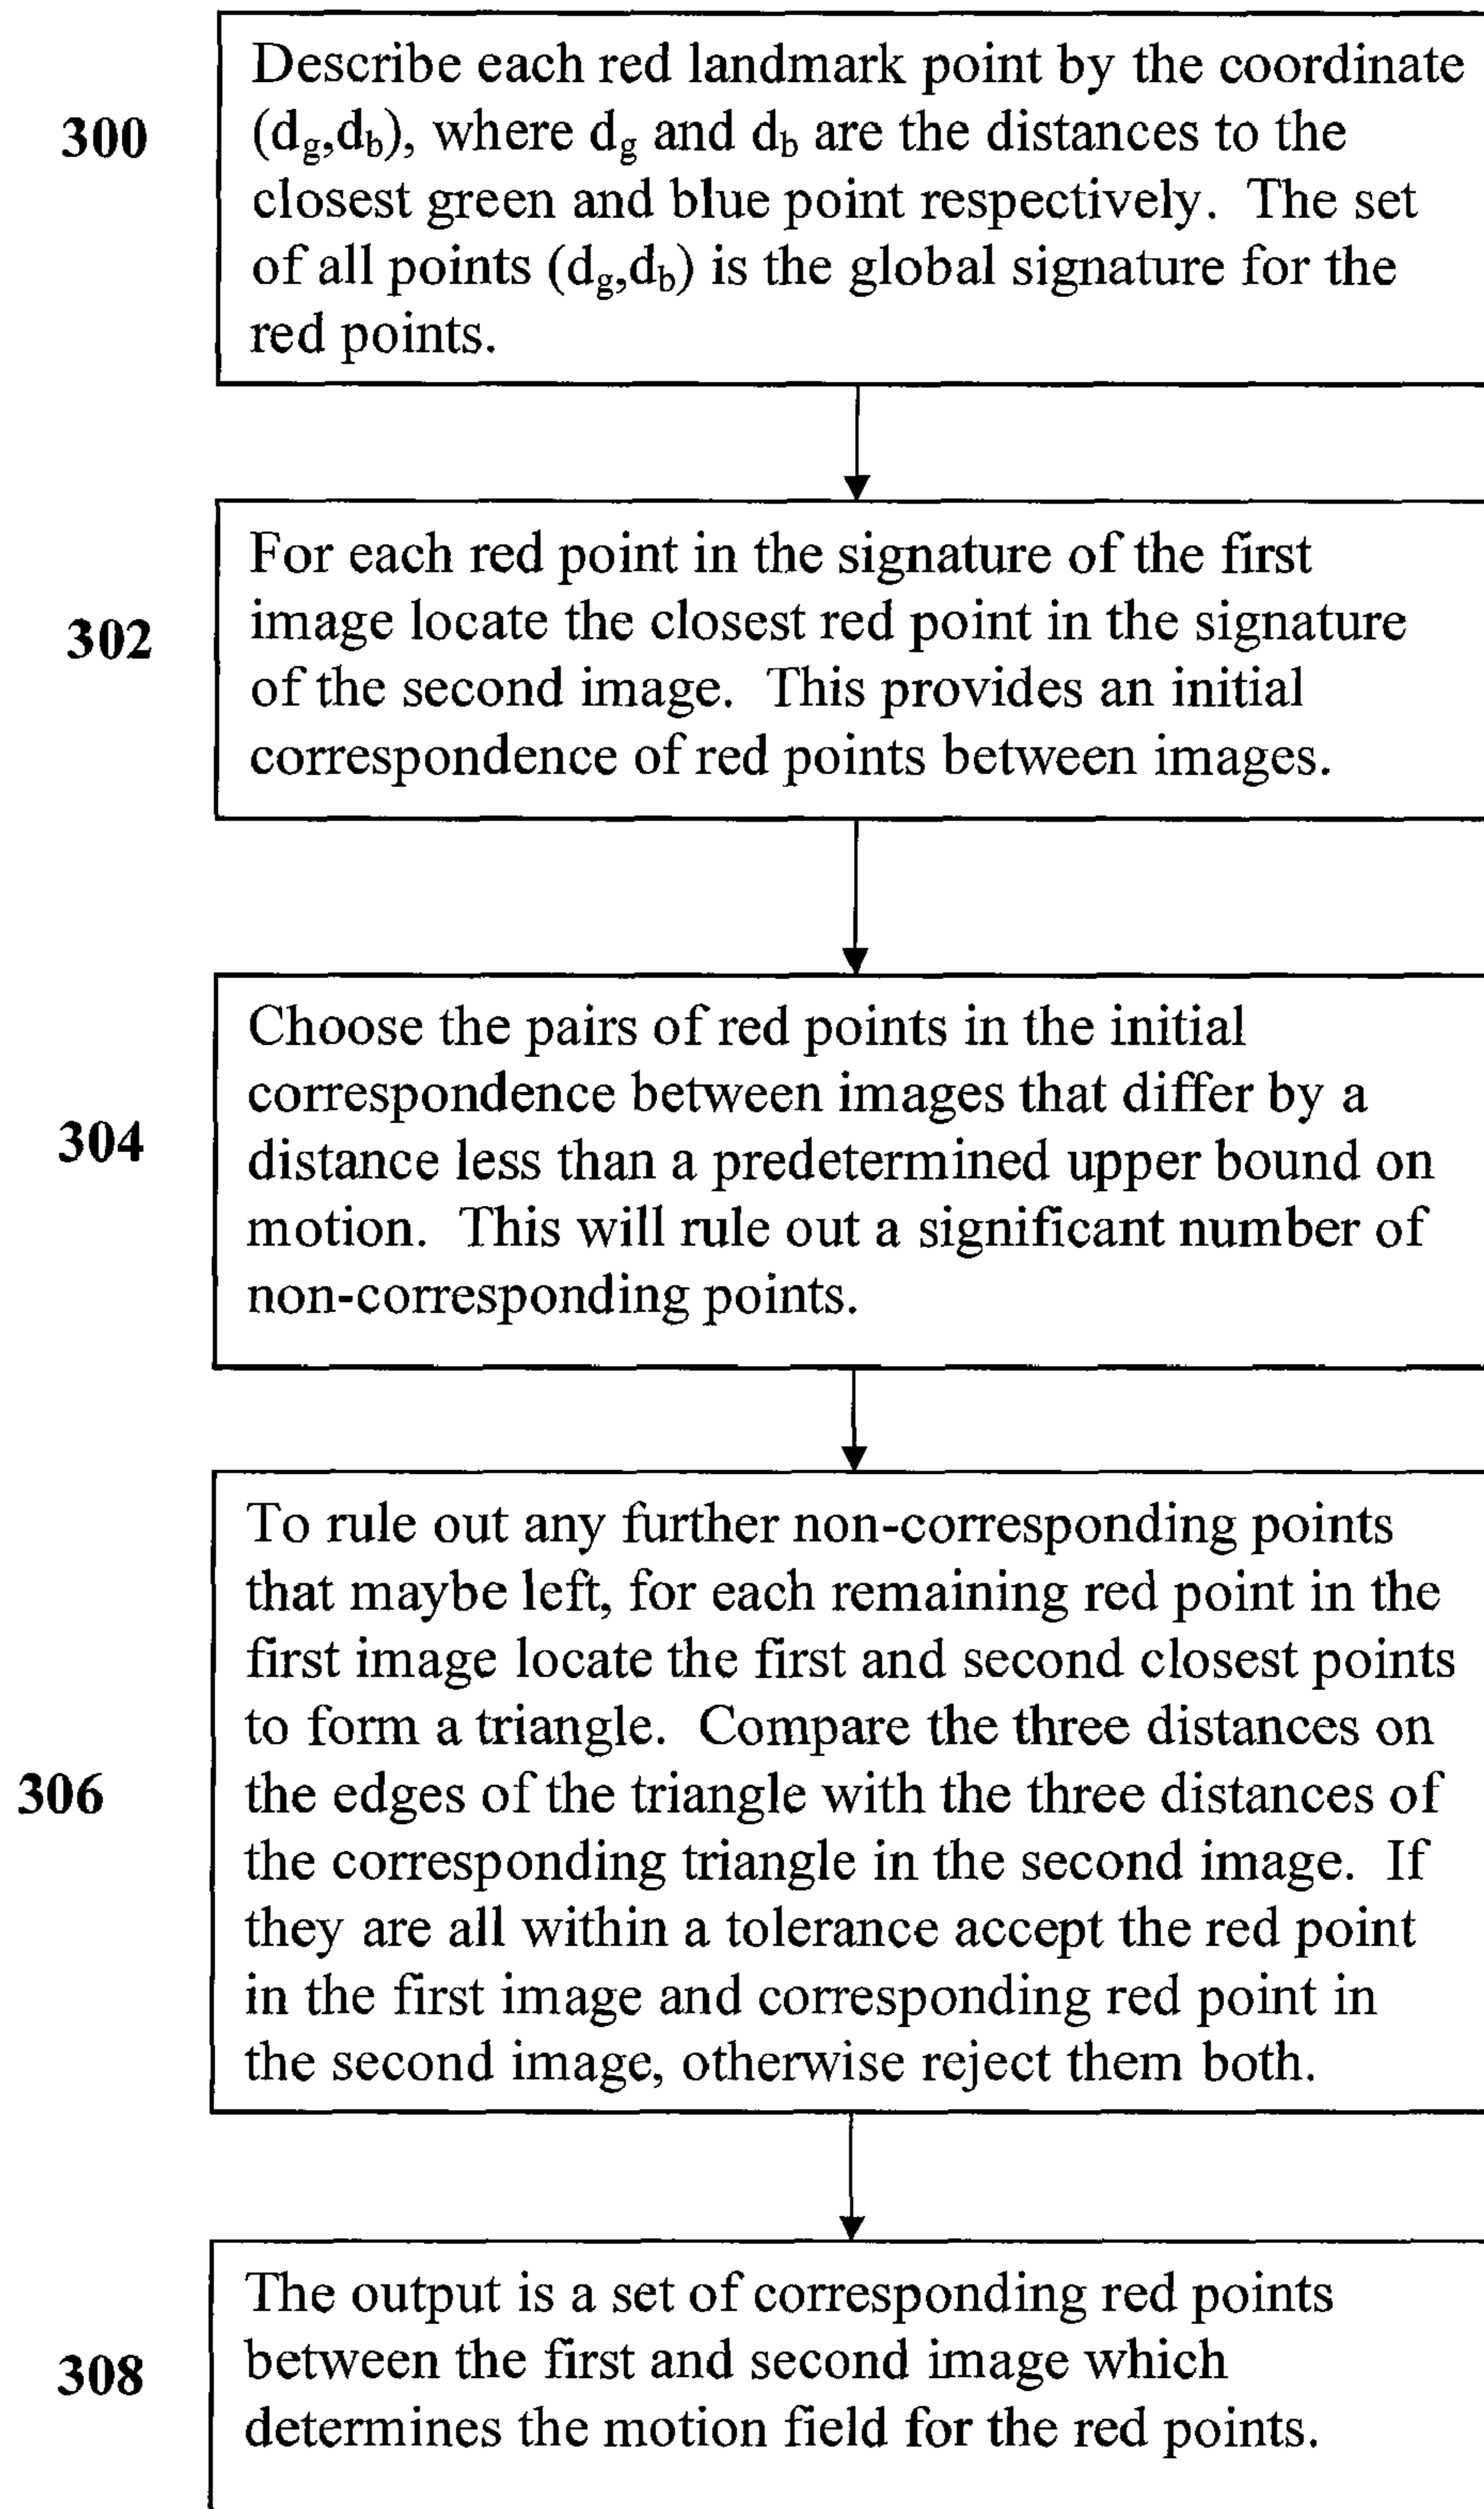 300
Describe each red landmark point by the coordinate
(dg,db), where dg and db are the distances to the
closest green and blue point respectively. The set
of all points (dg,db) is the global signature for the
red points.
302
For each red point in the signature of the first
image locate the closest red point in the signature
of the second image. This provides an initial
correspondence of red points between images.
304
Choose the pairs of red points in the initial
correspondence between images that differ by a
distance less than a predetermined upper bound on
motion. This will rule out a significant number of
non-corresponding points.
306
To rule out any further non-corresponding points
that maybe left, for each remaining red point in the
first image locate the first and second closest points
to form a triangle. Compare the three distances on
the edges of the triangle with the three distances of
the corresponding triangle in the second image. If
they are all within a tolerance accept the red point
in the first image and corresponding red point in
the second image, otherwise reject them both.
308
The output is a set of corresponding red points
between the first and second image which
determines the motion field for the red points.